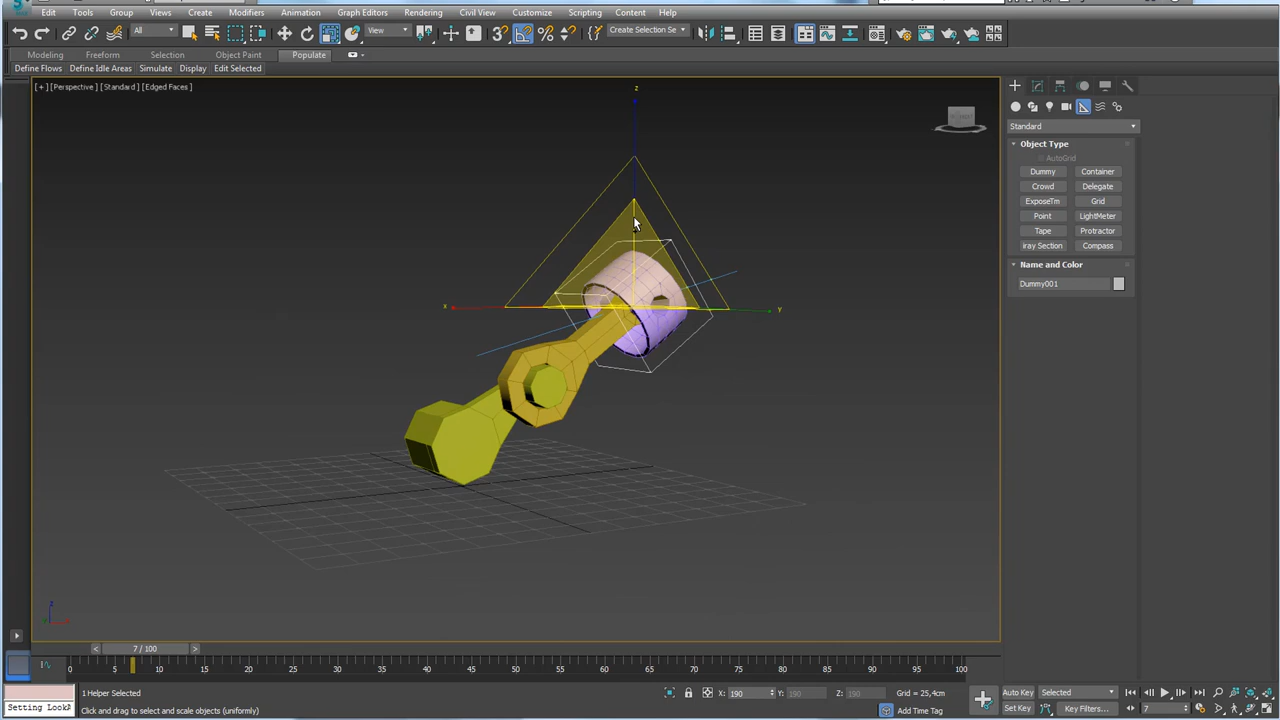 Edit Tools Group Views Create Modifiers Animation Graph Editors Rendering Civil View Customize Scripting Content Help
All View Create Selection Se
Modeling Freeform Selection Object Paint Populate
Define Flows Define Idle Areas Simulate Display Edit Selected
[+] [Perspective] [Standard] [Edged Faces]
z
x
y
z
Standard
Object Type
AutoGrid
Dummy Container
Crowd Delegate
ExposeTm Grid
Point LightMeter
Tape Protractor
iray Section Compass
Name and Color
Dummy001
7 / 100
0 5 10 15 20 25 30 35 40 45 50 55 60 65 70 75 80 85 90 95 100
1 Helper Selected X: 190 Y: 190 Z: 190 Grid = 25,4cm Auto Key Selected
Setting LookA Click and drag to select and scale objects (uniformly) Add Time Tag Set Key Key Filters... 7